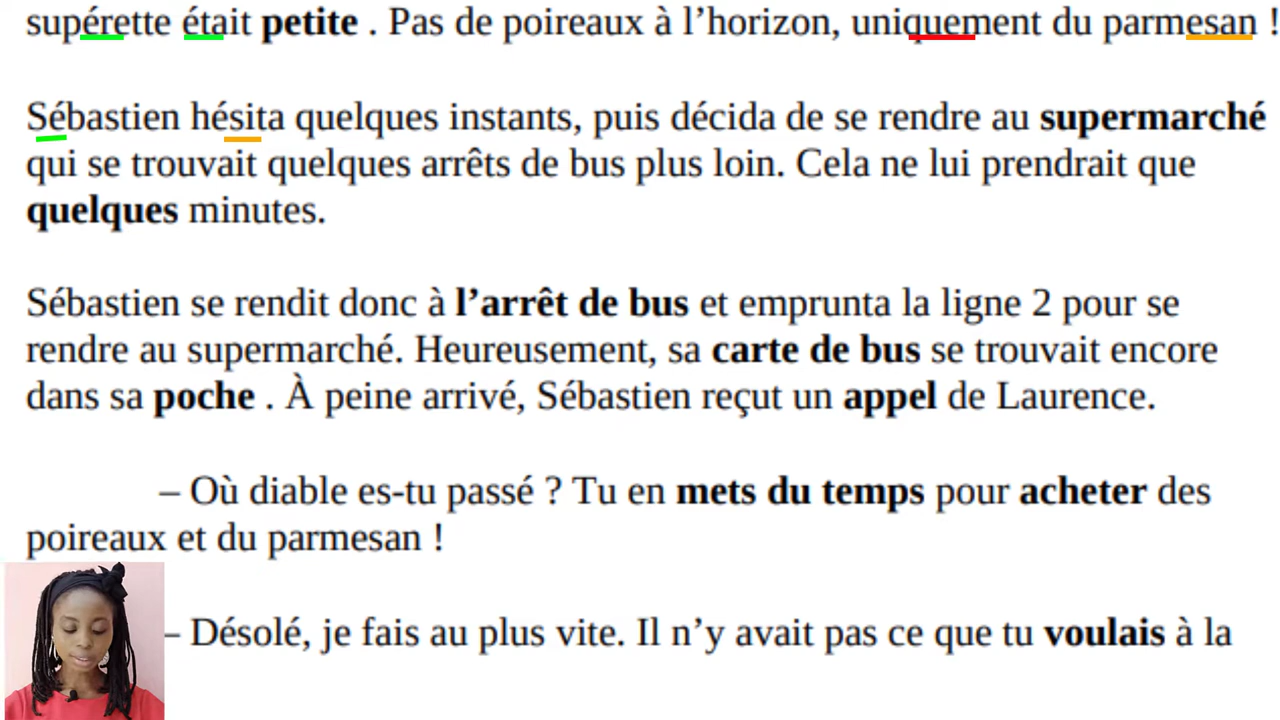 supérette était petite . Pas de poireaux à l’horizon, uniquement du parmesan !
Sébastien hésita quelques instants, puis décida de se rendre au supermarché
qui se trouvait quelques arrêts de bus plus loin. Cela ne lui prendrait que
quelques minutes.
Sébastien se rendit donc à l’arrêt de bus et emprunta la ligne 2 pour se
rendre au supermarché. Heureusement, sa carte de bus se trouvait encore
dans sa poche . À peine arrivé, Sébastien reçut un appel de Laurence.
– Où diable es-tu passé ? Tu en mets du temps pour acheter des
poireaux et du parmesan !
– Désolé, je fais au plus vite. Il n’y avait pas ce que tu voulais à la